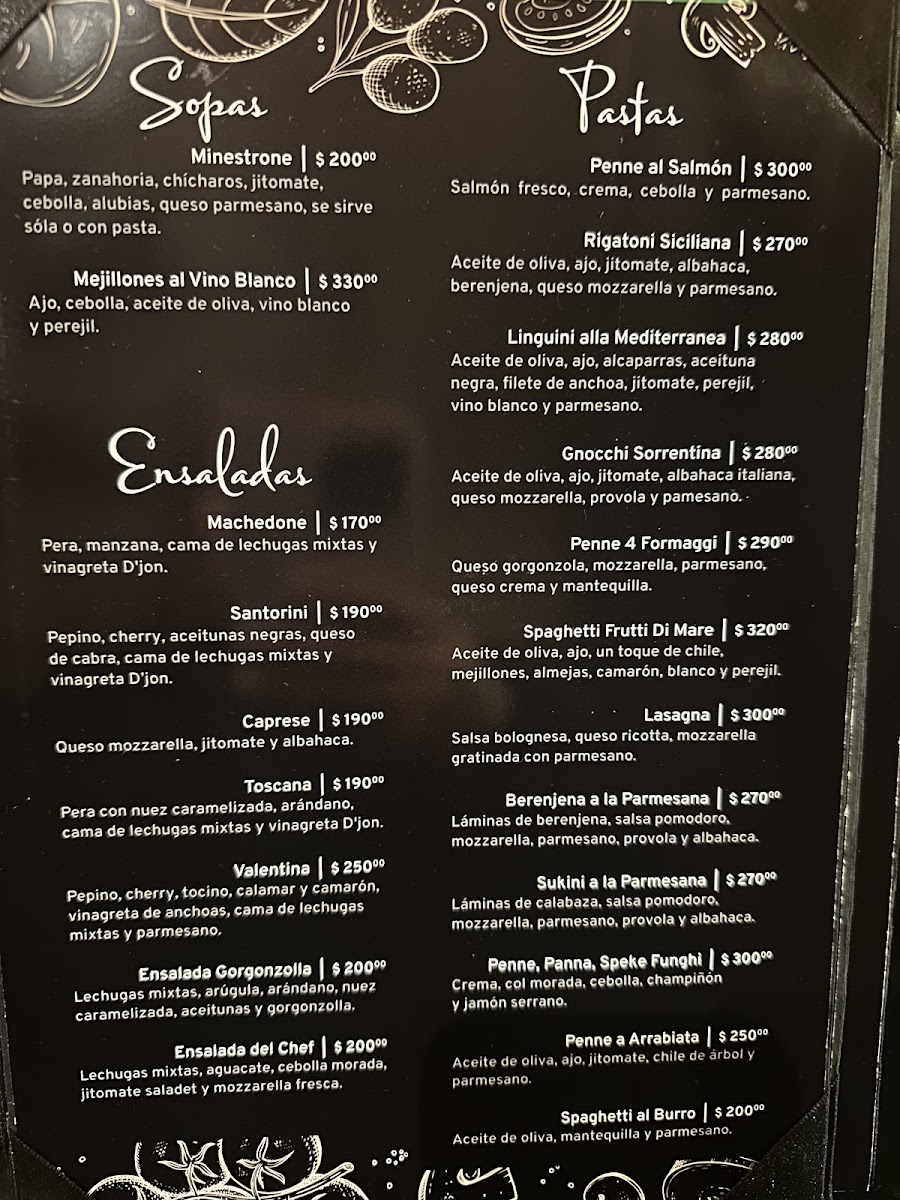 Sopas
Minestrone | $ 200⁰⁰
Papa, zanahoria, chícharos, jitomate,
cebolla, alubias, queso parmesano, se sirve
sóla o con pasta.
Mejillones al Vino Blanco | $ 330⁰⁰
Ajo, cebolla, aceite de oliva, vino blanco
y perejil.
Ensaladas
Machedone | $ 170⁰⁰
Pera, manzana, cama de lechugas mixtas y
vinagreta D'jon.
Santorini | $ 190⁰⁰
Pepino, cherry, aceitunas negras, queso
de cabra, cama de lechugas mixtas y
vinagreta D'jon.
Caprese | $ 190⁰⁰
Queso mozzarella, jitomate y albahaca.
Toscana | $ 190⁰⁰
Pera con nuez caramelizada, arándano,
cama de lechugas mixtas y vinagreta D'jon.
Valentina | $ 250⁰⁰
Pepino, cherry, tocino, calamar y camarón,
vinagreta de anchoas, cama de lechugas
mixtas y parmesano.
Ensalada Gorgonzolla | $ 200⁰⁰
Lechugas mixtas, arúgula, arándano, nuez
caramelizada, aceitunas y gorgonzolla.
Ensalada del Chef | $ 200⁰⁰
Lechugas mixtas, aguacate, cebolla morada,
jitomate saladet y mozzarella fresca.
Pastas
Penne al Salmón | $ 300⁰⁰
Salmón fresco, crema, cebolla y parmesano.
Rigatoni Siciliana | $ 270⁰⁰
Aceite de oliva, ajo, jitomate, albahaca,
berenjena, queso mozzarella y parmesano.
Linguini alla Mediterranea | $ 280⁰⁰
Aceite de oliva, ajo, alcaparras, aceituna
negra, filete de anchoa, jitomate, perejil,
vino blanco y parmesano.
Gnocchi Sorrentina | $ 280⁰⁰
Aceite de oliva, ajo, jitomate, albahaca italiana,
queso mozzarella, provola y pamesano.
Penne 4 Formaggi | $ 290⁰⁰
Queso gorgonzola, mozzarella, parmesano,
queso crema y mantequilla.
Spaghetti Frutti Di Mare | $ 320⁰⁰
Aceite de oliva, ajo, un toque de chile,
mejillones, almejas, camarón, blanco y perejil.
Lasagna | $ 300⁰⁰
Salsa bolognesa, queso ricotta, mozzarella
gratinada con parmesano.
Berenjena a la Parmesana | $ 270⁰⁰
Láminas de berenjena, salsa pomodoro,
mozzarella, parmesano, provola y albahaca.
Sukini a la Parmesana | $ 270⁰⁰
Láminas de calabaza, salsa pomodoro,
mozzarella, parmesano, provola y albahaca.
Penne, Panna, Speke Funghi | $ 300⁰⁰
Crema, col morada, cebolla, champiñón
y jamón serrano.
Penne a Arrabiata | $ 250⁰⁰
Aceite de oliva, ajo, jitomate, chile de árbol y
parmesano.
Spaghetti al Burro | $ 200⁰⁰
Aceite de oliva, mantequilla y parmesano.